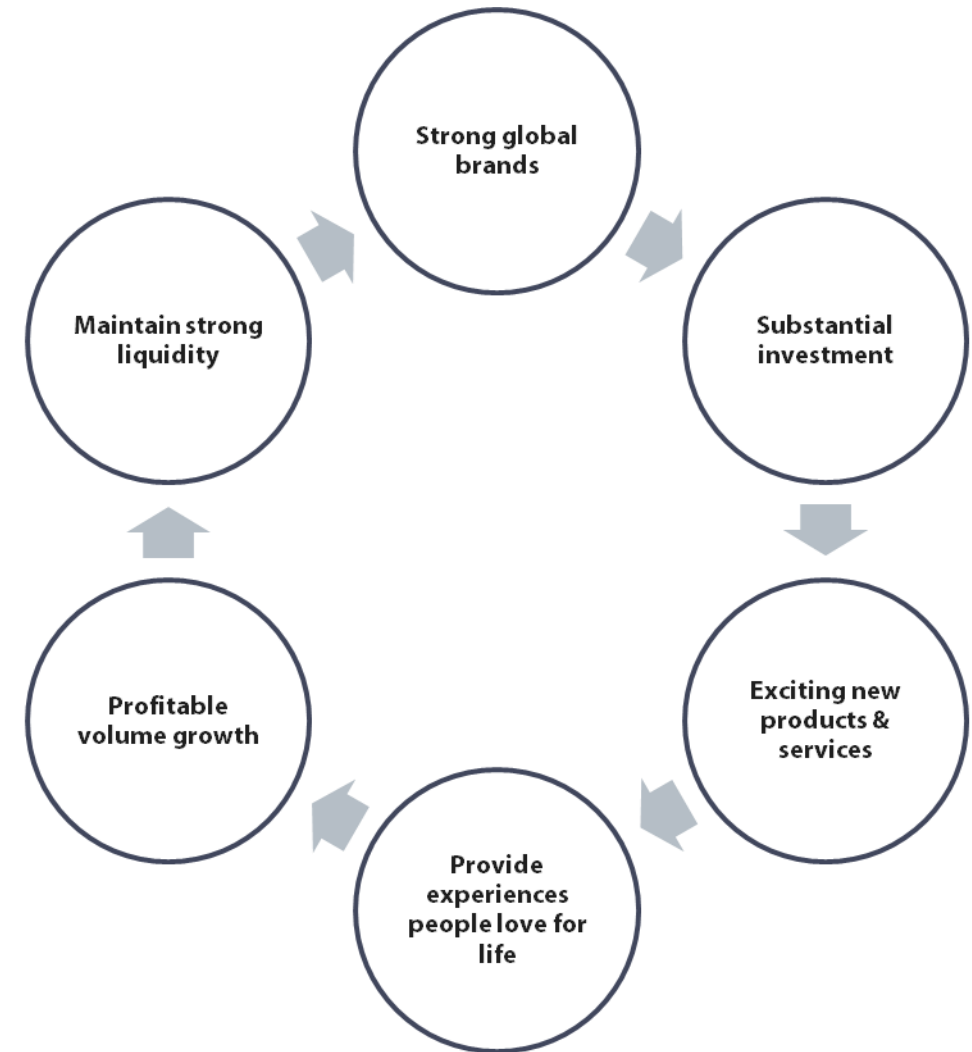 Strong global
brands
Substantial
investment
Exciting new
products &
services
Provide
experiences
people love for
life
Profitable
volume growth
Maintain strong
liquidity